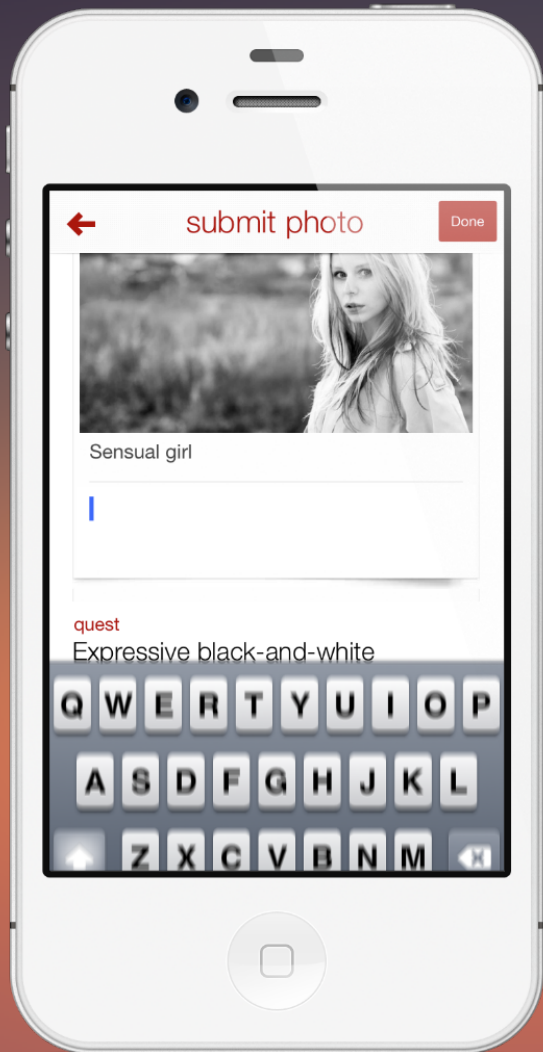 submit photo
Done
Sensual girl
quest
Expressive black-and-white
Q W E R T Y U I O P
A S D F G H J K L
Z X C V B N M